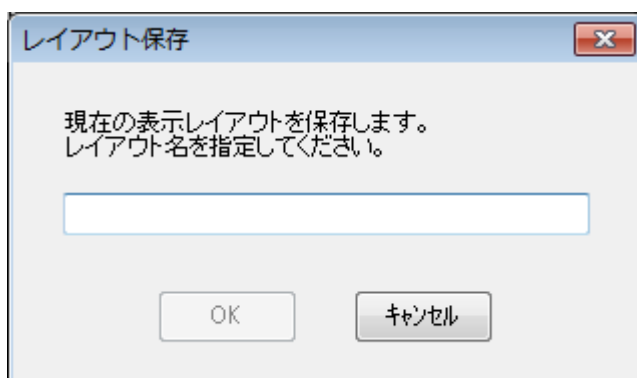 レイアウト保存
現在の表示レイアウトを保存します。
レイアウト名を指定してください。
OK
キャンセル